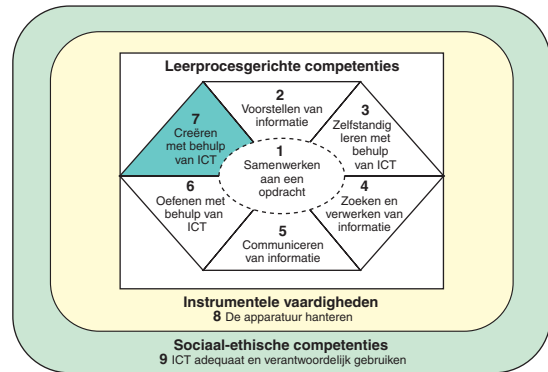 Leerprocesgerichte competenties
2
Voorstellen van
informatie
3
Zelfstandig
leren met
behulp
van ICT
7
Creëren
met behulp
van ICT
1
Samenwerken
aan een
opdracht
6
Oefenen met
behulp van
ICT
4
Zoeken en
verwerken van
informatie
5
Communiceren
van informatie
Instrumentele vaardigheden
8 De apparatuur hanteren
Sociaal-ethische competenties
9 ICT adequaat en verantwoordelijk gebruiken